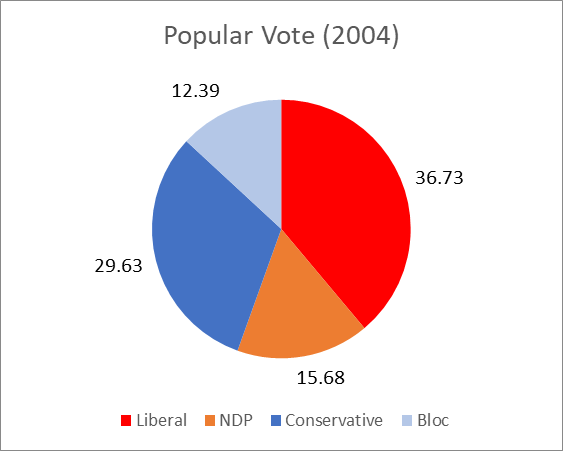 Popular Vote (2004)
12.39
36.73
29.63
15.68
Liberal NDP Conservative Bloc